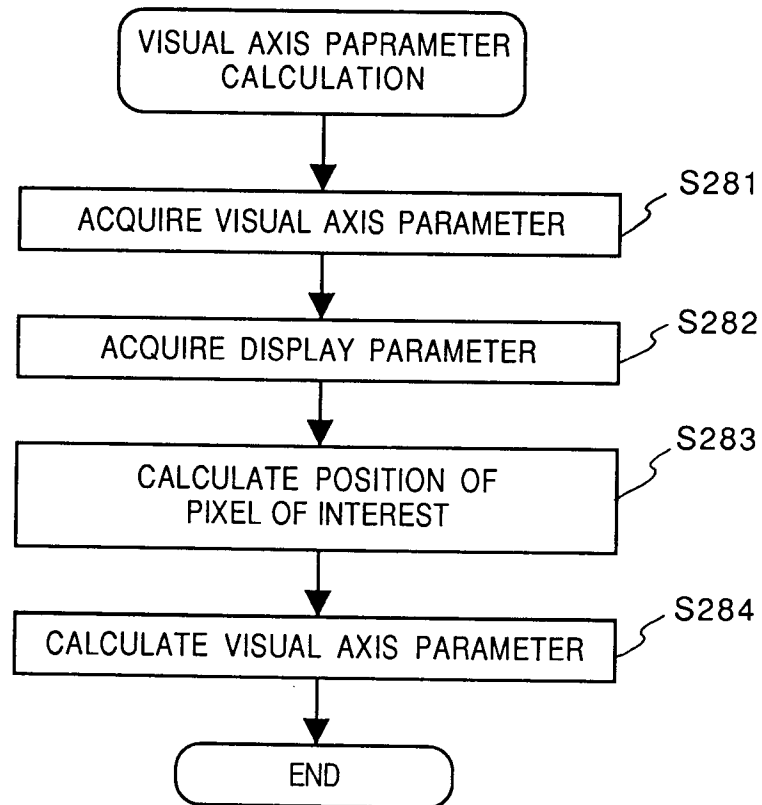 VISUAL AXIS PAPRAMETER
CALCULATION
S281
ACQUIRE VISUAL AXIS PARAMETER
S282
ACQUIRE DISPLAY PARAMETER
S283
CALCULATE POSITION OF
PIXEL OF INTEREST
S284
CALCULATE VISUAL AXIS PARAMETER
END